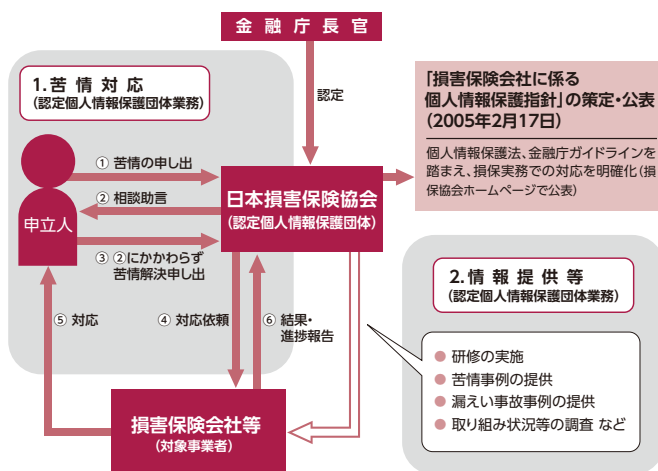 金融庁長官
1.苦情対応
(認定個人情報保護団体業務)
認定
「損害保険会社に係る
個人情報保護指針」の策定・公表
(2005年2月17日)
個人情報保護法、金融庁ガイドラインを
踏まえ、損保実務での対応を明確化(損
保協会ホームページで公表)
① 苦情の申し出
② 相談助言
申立人
日本損害保険協会
(認定個人情報保護団体)
③ ②にかかわらず
苦情解決申し出
⑤ 対応
④ 対応依頼
⑥ 結果・
進捗報告
損害保険会社等
(対象事業者)
2.情報提供等
(認定個人情報保護団体業務)
● 研修の実施
● 苦情事例の提供
● 漏えい事故事例の提供
● 取り組み状況等の調査 など